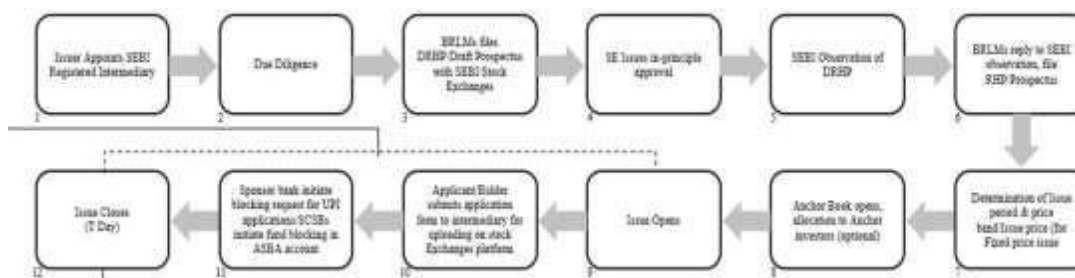 Issuer Appoints SEBI
Registered Intermediary
1
Due Diligence
2
BRLMs files
DRHP Draft Prospectus
with SEBI Stock
Exchanges
3
SE Issues in-principle
approval
4
SEBI Observation of
DRHP
5
BRLMs reply to SEBI
observation, file
RHP Prospectus
6
Determination of Issue
period & price
band Issue price (for
Fixed price issue
Anchor Book opens,
allocation to Anchor
investors (optional)
8
Issue Opens
9
Applicant/Bidder
submits application
form to intermediary for
uploading on stock
Exchanges platform
10
Sponsor bank initiate
blocking request for UPI
applications/SCSBs
initiate fund blocking in
ASBA account
11
Issue Closes
(T Day)
12